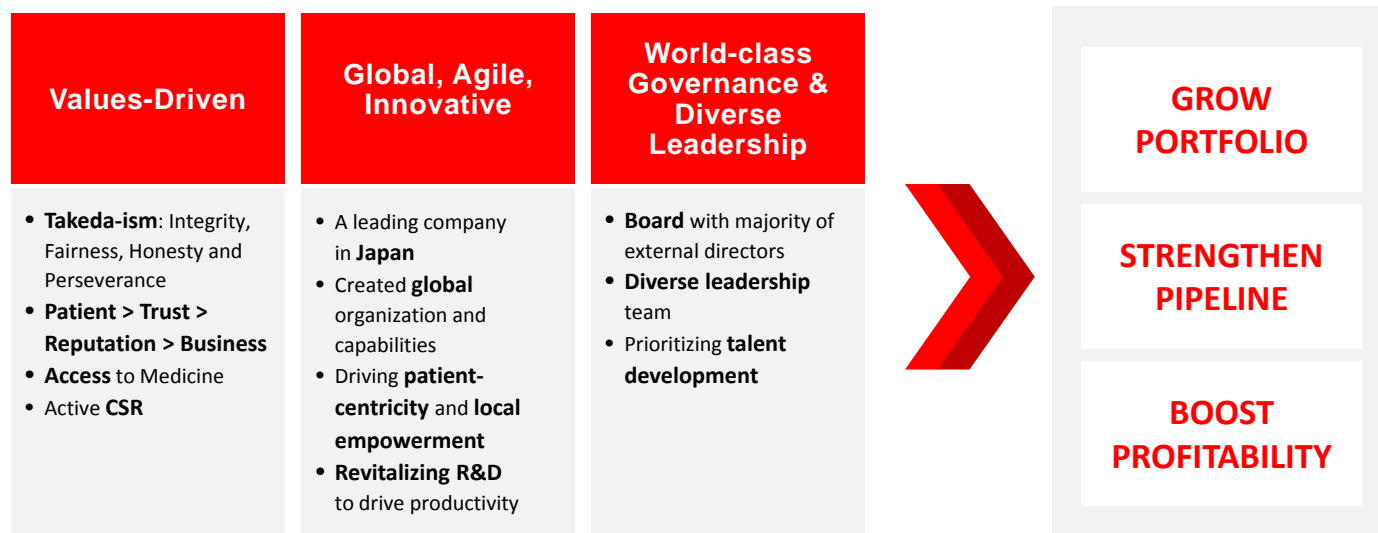 Values-Driven
• Takeda-ism: Integrity,
Fairness, Honesty and
Perseverance
• Patient > Trust >
Reputation > Business
• Access to Medicine
• Active CSR
Global, Agile,
Innovative
• A leading company
in Japan
• Created global
organization and
capabilities
• Driving patient-
centricity and local
empowerment
• Revitalizing R&D
to drive productivity
World-class
Governance &
Diverse
Leadership
• Board with majority of
external directors
• Diverse leadership
team
• Prioritizing talent
development
GROW
PORTFOLIO
STRENGTHEN
PIPELINE
BOOST
PROFITABILITY